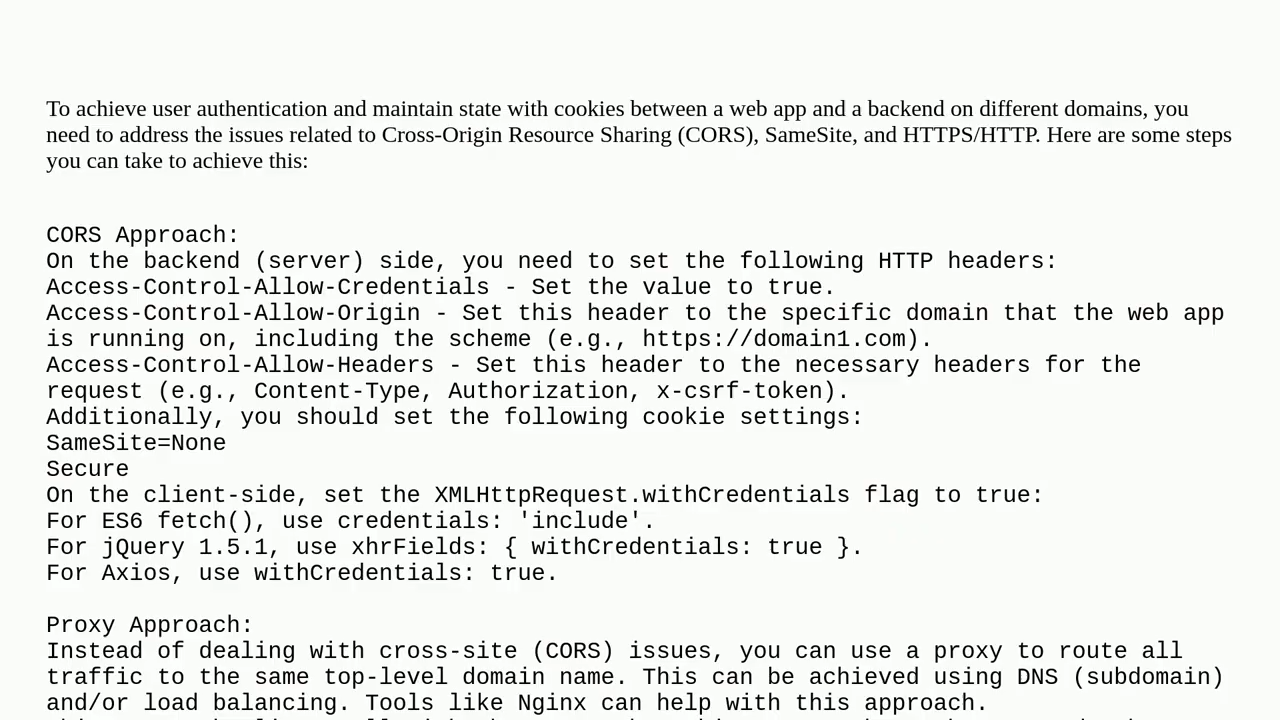 To achieve user authentication and maintain state with cookies between a web app and a backend on different domains, you
need to address the issues related to Cross-Origin Resource Sharing (CORS), SameSite, and HTTPS/HTTP. Here are some steps
you can take to achieve this:
CORS Approach:
On the backend (server) side, you need to set the following HTTP headers:
Access-Control-Allow-Credentials - Set the value to true.
Access-Control-Allow-Origin - Set this header to the specific domain that the web app
is running on, including the scheme (e.g., https://domain1.com).
Access-Control-Allow-Headers - Set this header to the necessary headers for the
request (e.g., Content-Type, Authorization, x-csrf-token).
Additionally, you should set the following cookie settings:
SameSite=None
Secure
On the client-side, set the XMLHttpRequest.withCredentials flag to true:
For ES6 fetch(), use credentials: 'include'.
For jQuery 1.5.1, use xhrFields: { withCredentials: true }.
For Axios, use withCredentials: true.
Proxy Approach:
Instead of dealing with cross-site (CORS) issues, you can use a proxy to route all
traffic to the same top-level domain name. This can be achieved using DNS (subdomain)
and/or load balancing. Tools like Nginx can help with this approach.